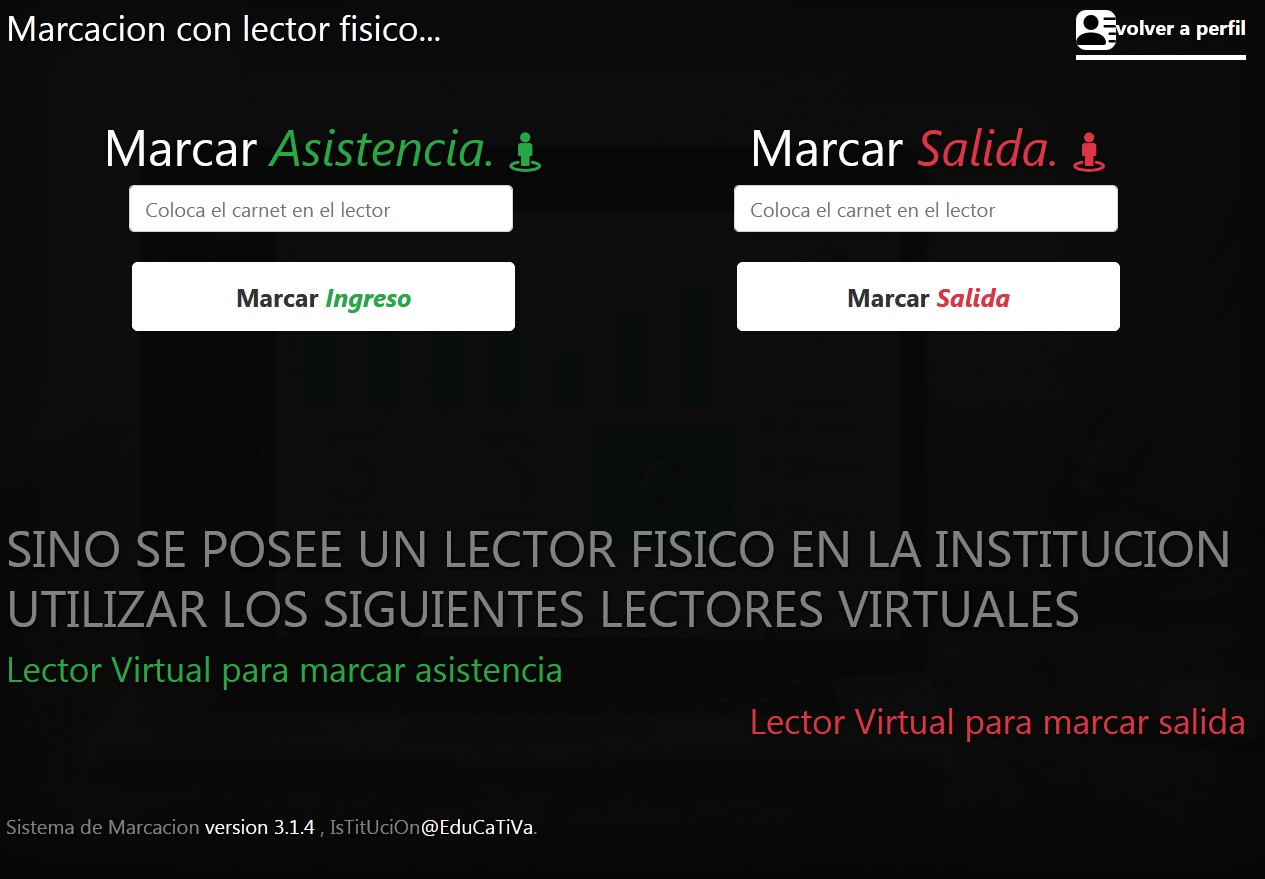 Marcacion con lector fisico...
volver a perfil
Marcar Asistencia.
Marcar Salida.
Coloca el carnet en el lector
Coloca el carnet en el lector
Marcar Ingreso
Marcar Salida
SINO SE POSEE UN LECTOR FISICO EN LA INSTITUCION
UTILIZAR LOS SIGUIENTES LECTORES VIRTUALES
Lector Virtual para marcar asistencia
Lector Virtual para marcar salida
Sistema de Marcacion version 3.1.4 , IsTitUciOn@EduCaTiVa.